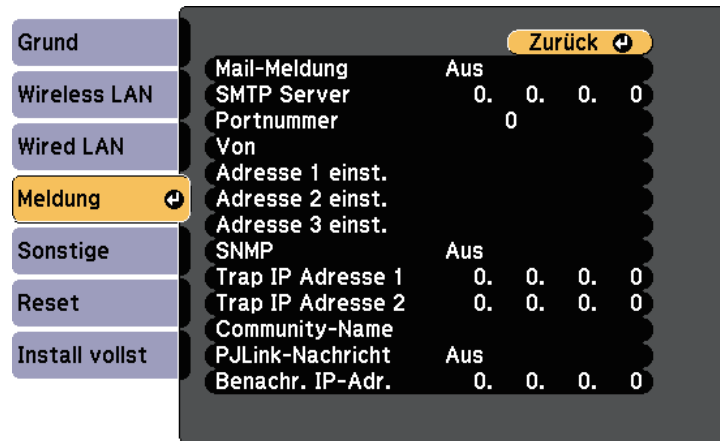 Grund
Wireless LAN
Wired LAN
Meldung
Sonstige
Reset
Install vollst
Zurück
Mail-Meldung Aus
SMTP Server 0. 0. 0. 0
Portnummer 0
Von
Adresse 1 einst.
Adresse 2 einst.
Adresse 3 einst.
SNMP Aus
Trap IP Adresse 1 0. 0. 0. 0
Trap IP Adresse 2 0. 0. 0. 0
Community-Name
PJLink-Nachricht Aus
Benachr. IP-Adr. 0. 0. 0. 0